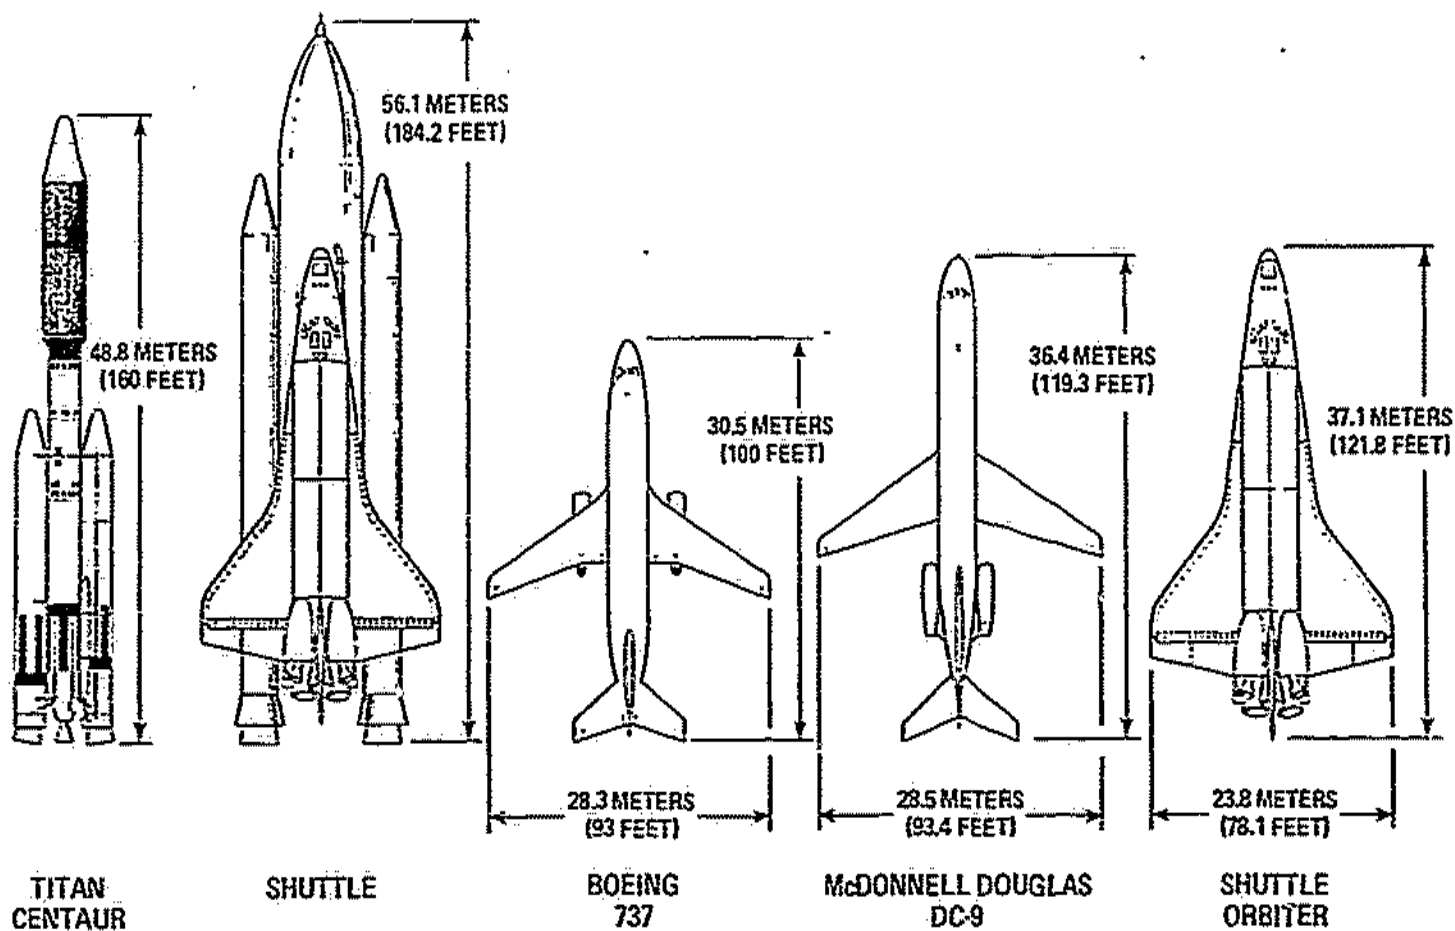 56.1 METERS
(184.2 FEET)
48.8 METERS
(160 FEET)
30.5 METERS
(100 FEET)
36.4 METERS
(119.3 FEET)
37.1 METERS
(121.8 FEET)
28.3 METERS
(93 FEET)
28.5 METERS
(93.4 FEET)
23.8 METERS
(78.1 FEET)
TITAN
CENTAUR
SHUTTLE
BOEING
737
McDONNELL DOUGLAS
DC-9
SHUTTLE
ORBITER